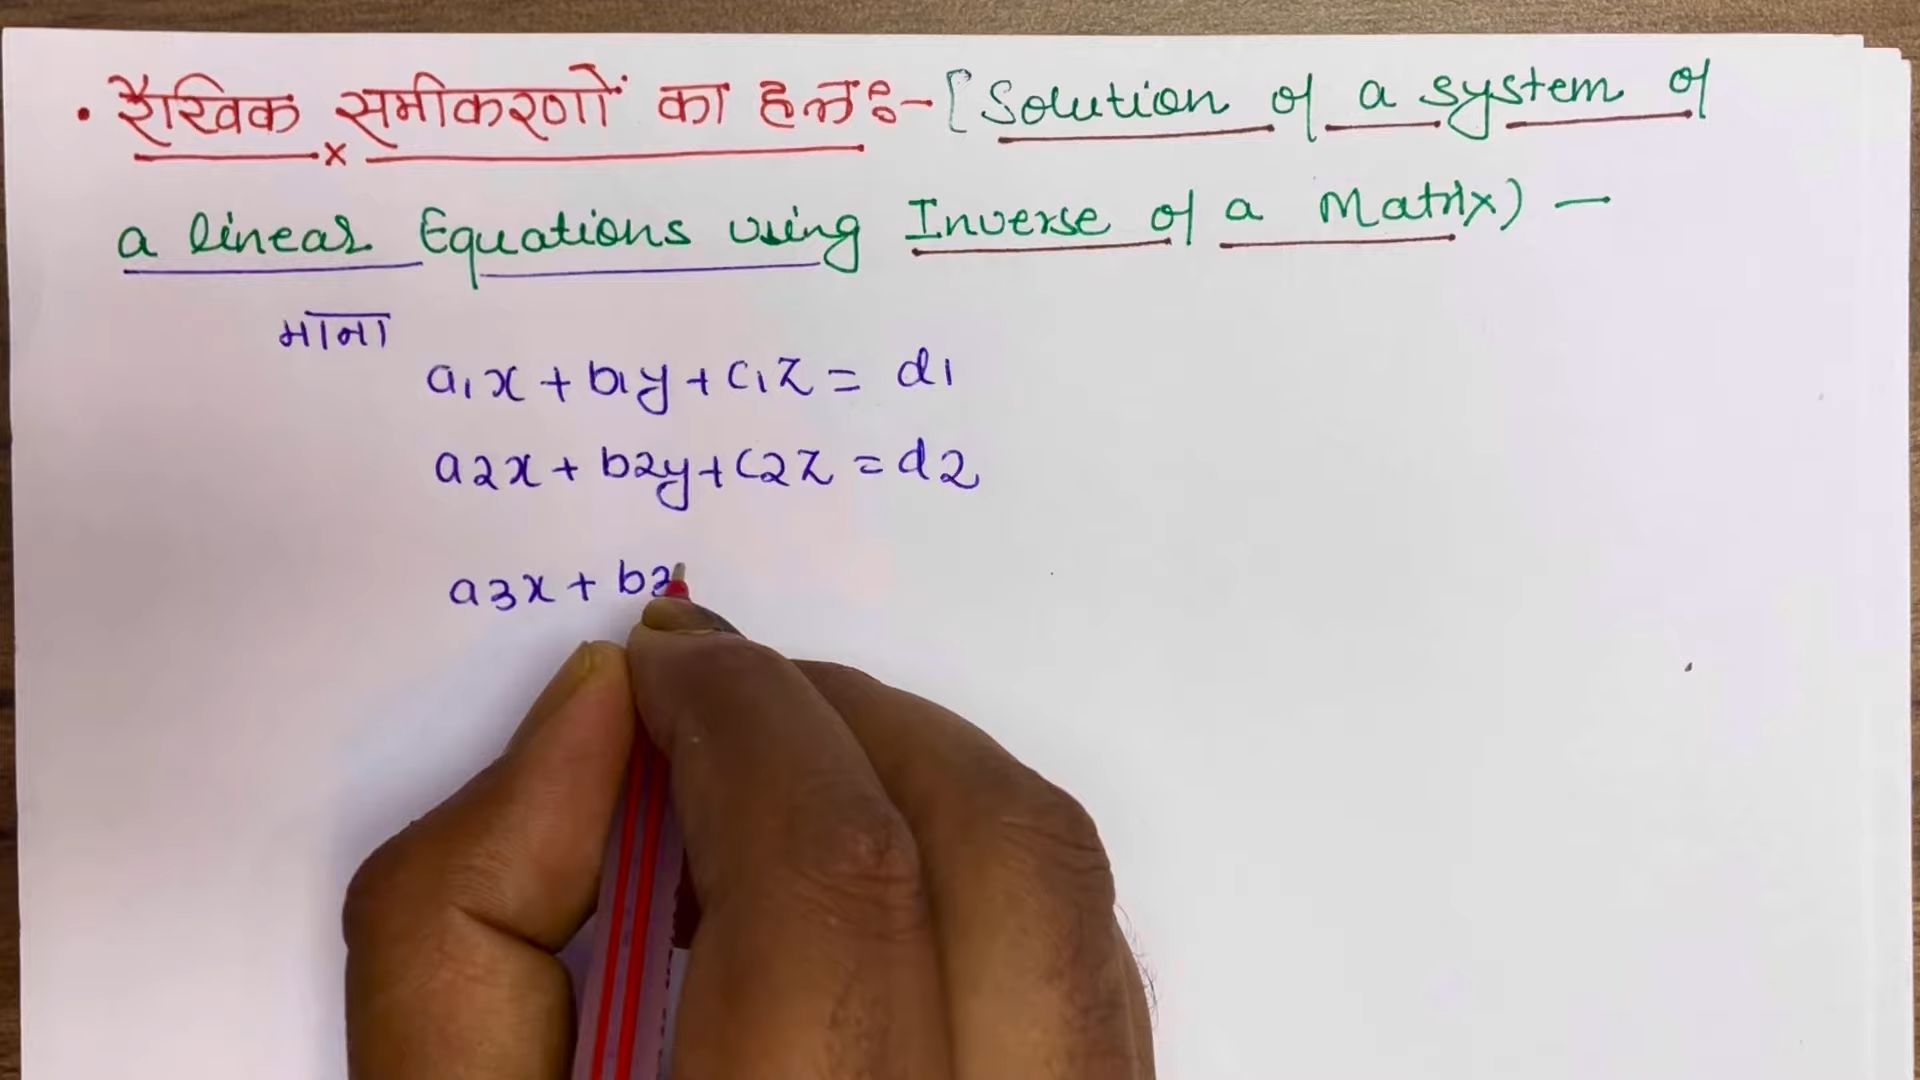 • रैखिक समीकरणों का हलः- [Solution of a system of
a linear Equations using Inverse of a Matrix) -
माना
a₁x + b₁y + c₁z = d₁
a2x + b2y + c2z = d2
a3x + b3